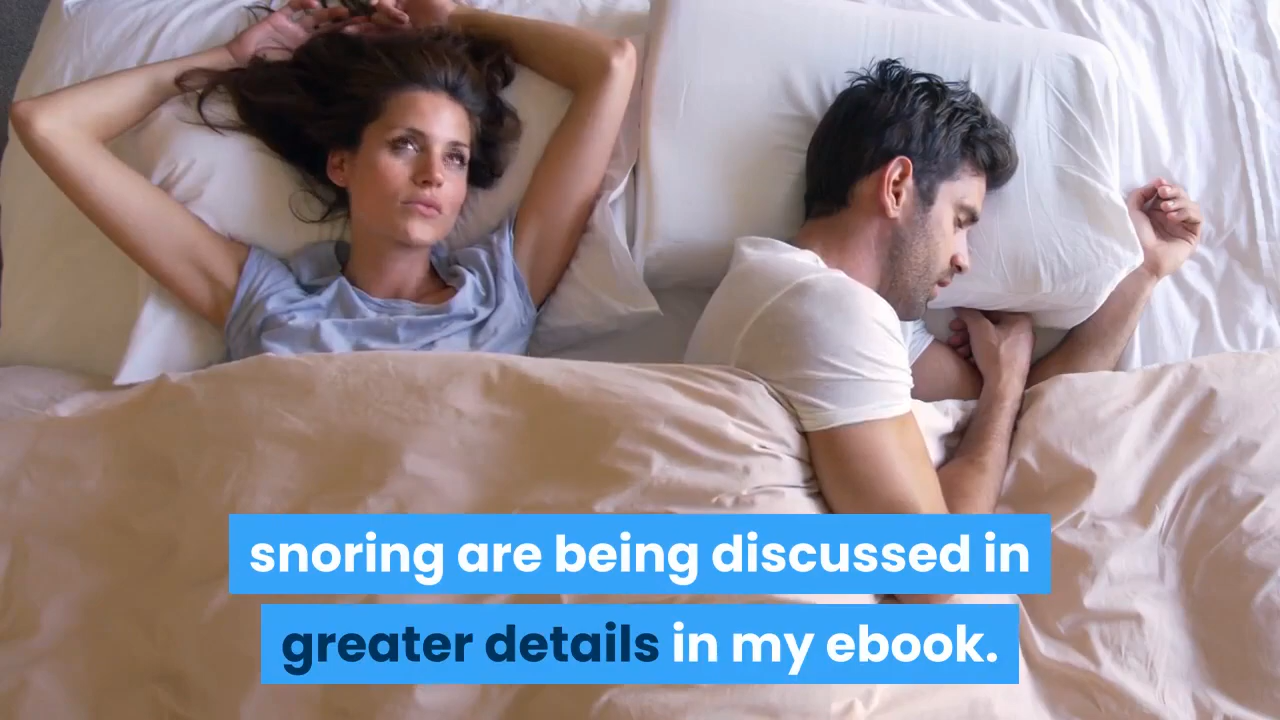 snoring are being discussed in
greater details in my ebook.